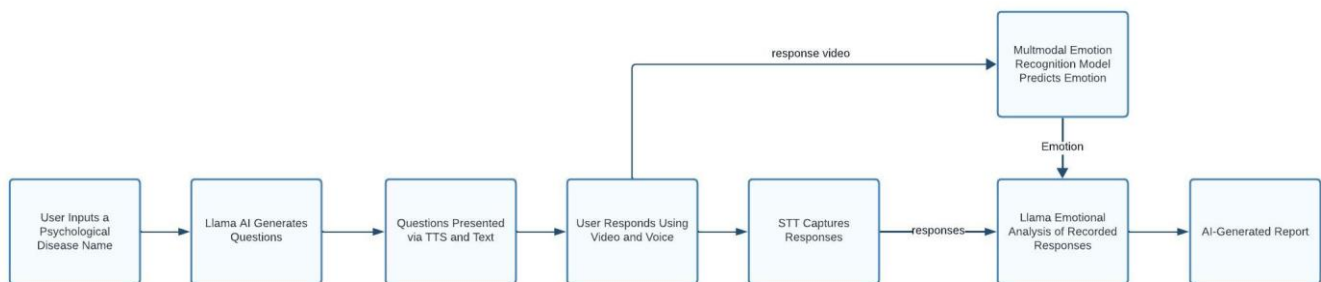 response video
Multmodal Emotion
Recognition Model
Predicts Emotion
Emotion
User Inputs a
Psychological
Disease Name
Llama AI Generates
Questions
Questions Presented
via TTS and Text
User Responds Using
Video and Voice
STT Captures
Responses
responses
Llama Emotional
Analysis of Recorded
Responses
AI-Generated Report